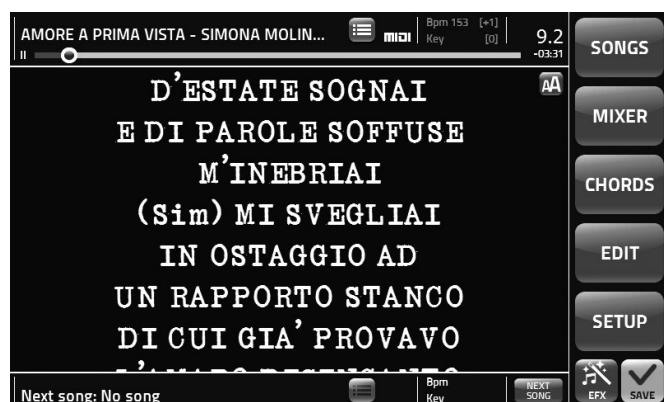 AMORE A PRIMA VISTA - SIMONA MOLIN...
midi
Bpm 153 [+1]
Key [0]
9.2
-03:31
AA
D’ESTATE SOGNAI
E DI PAROLE SOFFUSE
M’INEBRIAI
(Sim) MI SVEGLIAI
IN OSTAGGIO AD
UN RAPPORTO STANCO
DI CUI GIA’ PROVAVO
Next song: No song
Bpm
Key
NEXT
SONG
SONGS
MIXER
CHORDS
EDIT
SETUP
EFX
SAVE